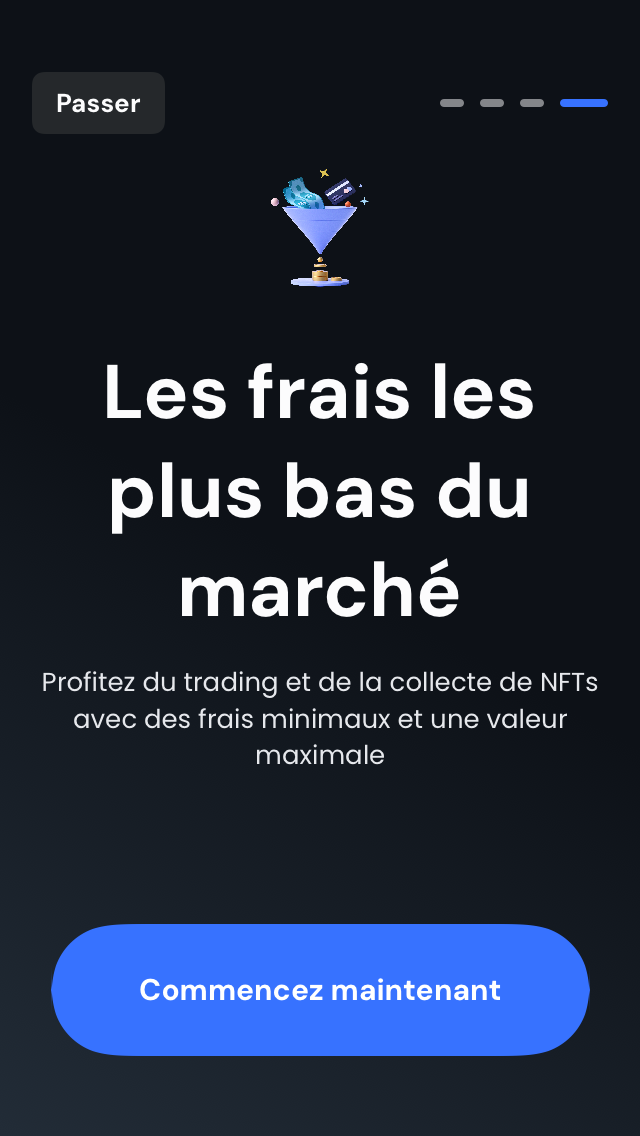 Passer
Les frais les
plus bas du
marché
Profitez du trading et de la collecte de NFTs
avec des frais minimaux et une valeur
maximale
Commencez maintenant